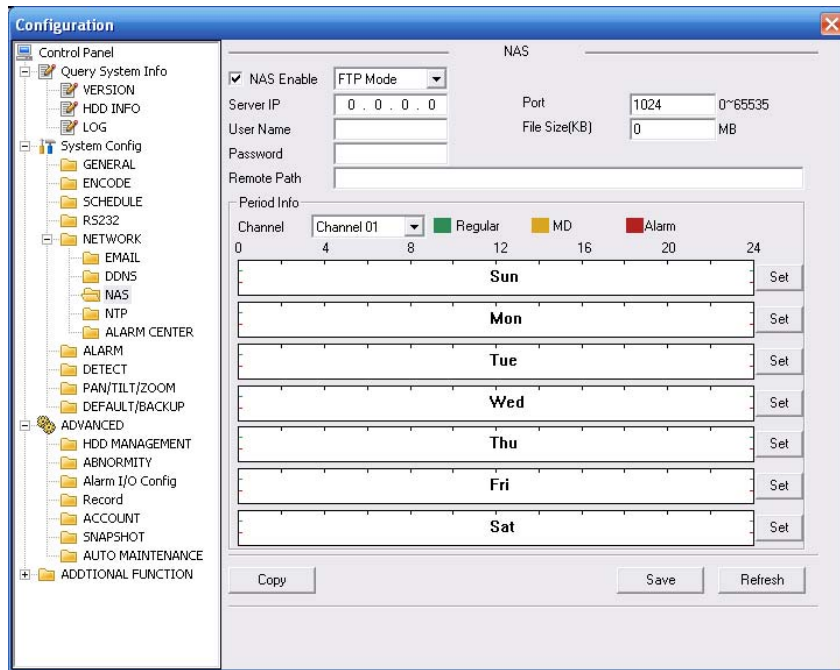 Configuration
Control Panel
Query System Info
VERSION
HDD INFO
LOG
System Config
GENERAL
ENCODE
SCHEDULE
RS232
NETWORK
EMAIL
DDNS
NAS
NTP
ALARM CENTER
ALARM
DETECT
PAN/TILT/ZOOM
DEFAULT/BACKUP
ADVANCED
HDD MANAGEMENT
ABNORMITY
Alarm I/O Config
Record
ACCOUNT
SNAPSHOT
AUTO MAINTENANCE
ADDTIONAL FUNCTION
NAS
NAS Enable FTP Mode
Server IP 0 . 0 . 0 . 0 Port 1024 0~65535
User Name File Size(KB) 0 MB
Password
Remote Path
Period Info
Channel Channel 01 Regular MD Alarm
0 4 8 12 16 20 24
Sun Set
Mon Set
Tue Set
Wed Set
Thu Set
Fri Set
Sat Set
Copy Save Refresh